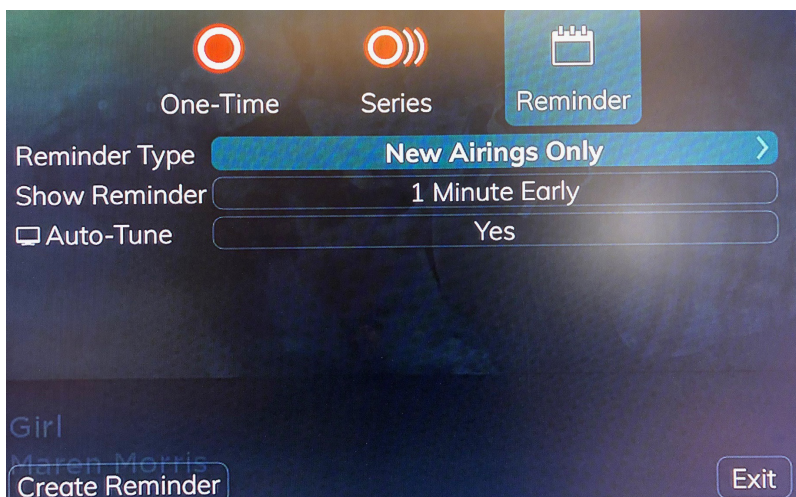 One-Time
Series
Reminder
Reminder Type
New Airings Only
Show Reminder
1 Minute Early
Auto-Tune
Yes
Girl
Maren Morris
Create Reminder
Exit